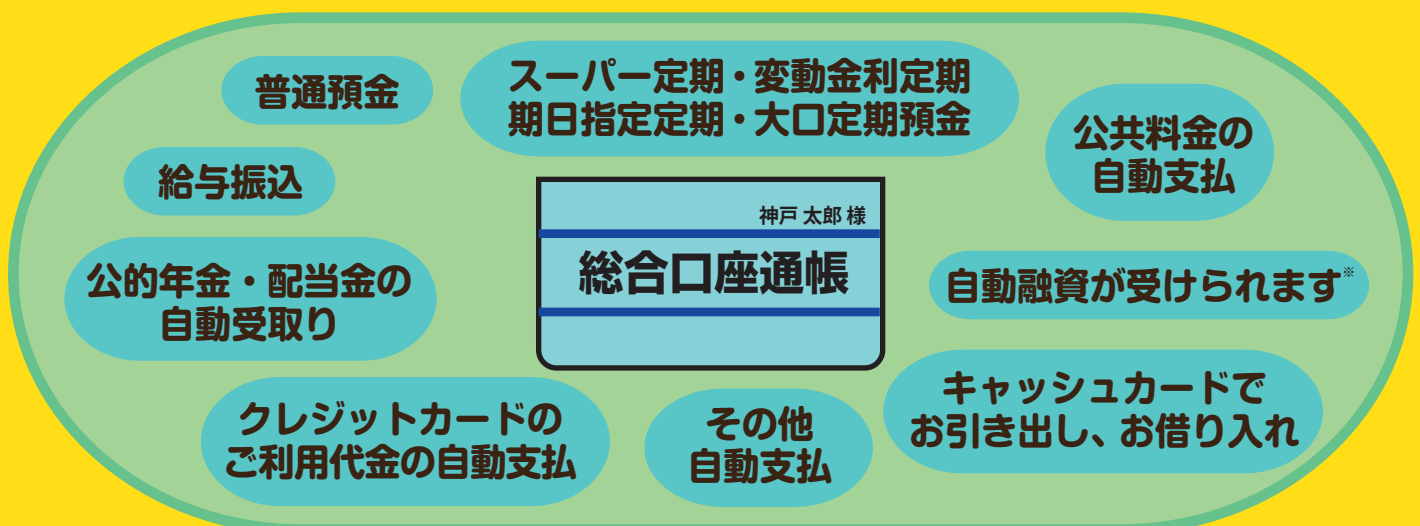 普通預金
スーパー定期・変動金利定期
期日指定定期・大口定期預金
公共料金の
自動支払
給与振込
神戸 太郎 様
総合口座通帳
公的年金・配当金の
自動受取り
自動融資が受けられます※
クレジットカードの
ご利用代金の自動支払
その他
自動支払
キャッシュカードで
お引き出し、お借り入れ